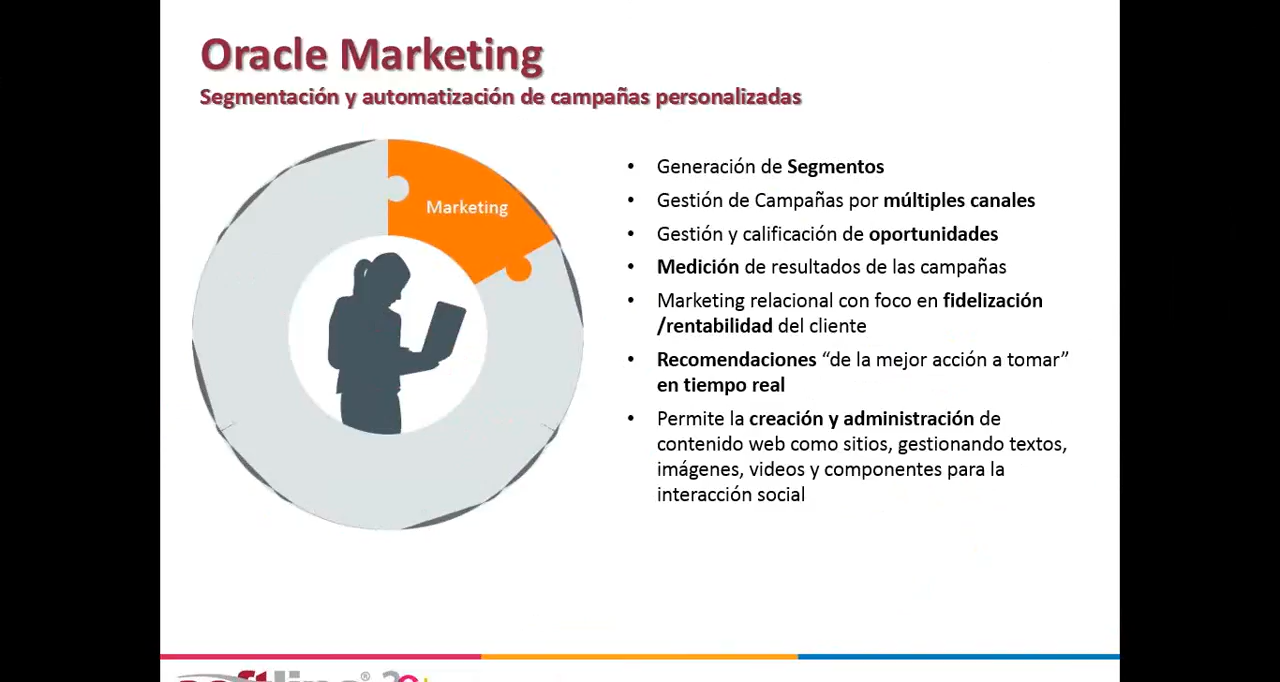 Oracle Marketing
Segmentación y automatización de campañas personalizadas
Marketing
• Generación de Segmentos
• Gestión de Campañas por múltiples canales
• Gestión y calificación de oportunidades
• Medición de resultados de las campañas
• Marketing relacional con foco en fidelización
/rentabilidad del cliente
• Recomendaciones “de la mejor acción a tomar”
en tiempo real
• Permite la creación y administración de
contenido web como sitios, gestionando textos,
imágenes, videos y componentes para la
interacción social